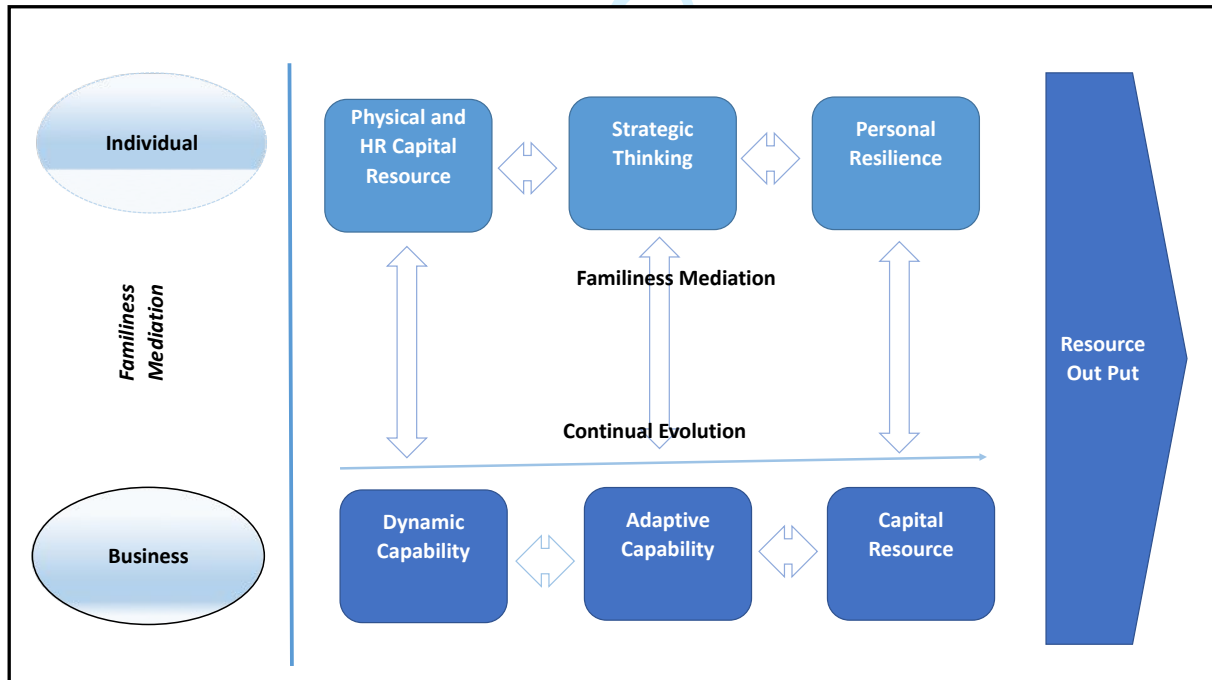 Individual
Familiness
Mediation
Business
Physical and
HR Capital
Resource
Strategic
Thinking
Personal
Resilience
Familiness Mediation
Continual Evolution
Dynamic
Capability
Adaptive
Capability
Capital
Resource
Resource
Out Put